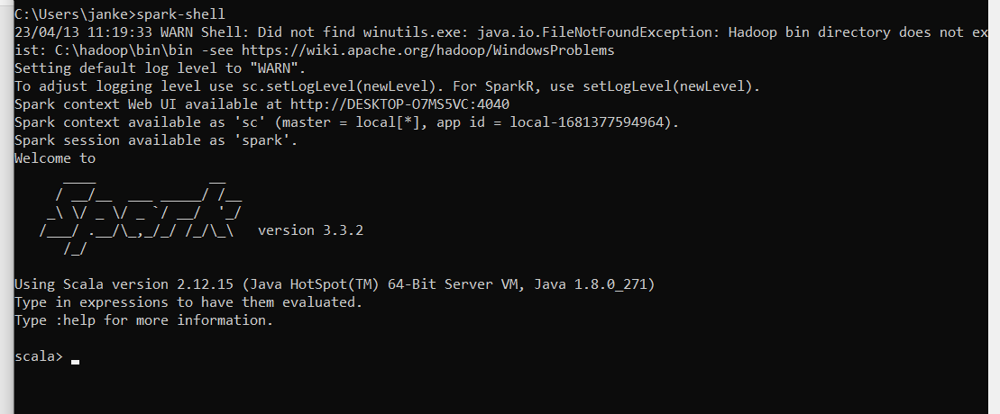 C:\Users\janke>spark-shell
23/04/13 11:19:33 WARN Shell: Did not find winutils.exe: java.io.FileNotFoundException: Hadoop bin directory does not ex
ist: C:\hadoop\bin\bin -see https://wiki.apache.org/hadoop/WindowsProblems
Setting default log level to "WARN".
To adjust logging level use sc.setLogLevel(newLevel). For SparkR, use setLogLevel(newLevel).
Spark context Web UI available at http://DESKTOP-O7MS5VC:4040
Spark context available as 'sc' (master = local[*], app id = local-1681377594964).
Spark session available as 'spark'.
Welcome to
      ____              __
     / __/__  ___ _____/ /__
    _\ \/ _ \/ _ `/ __/  '_/
   /___/ .__/\_,_/_/ /_/\_\   version 3.3.2
      /_/
Using Scala version 2.12.15 (Java HotSpot(TM) 64-Bit Server VM, Java 1.8.0_271)
Type in expressions to have them evaluated.
Type :help for more information.
scala>